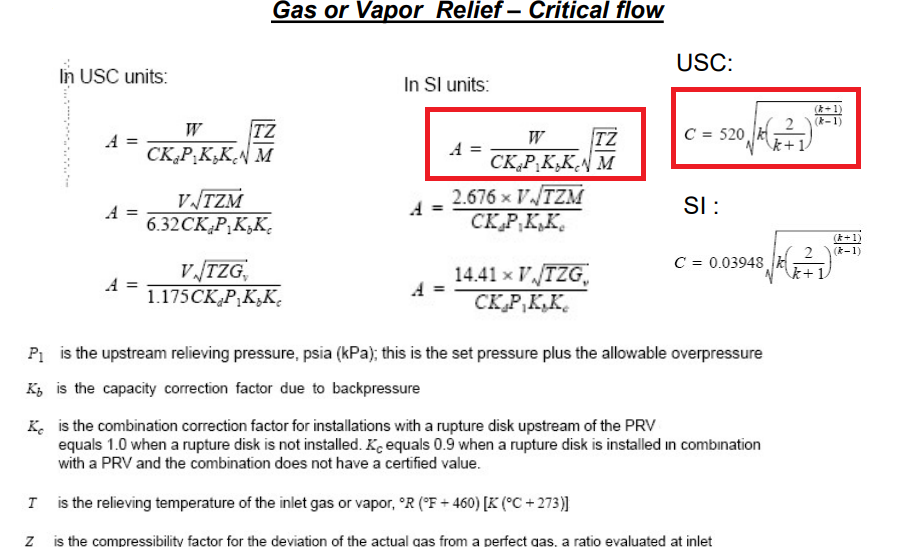 Gas or Vapor Relief – Critical flow
In USC units:
In SI units:
USC:
A = W / CK_dP_1K_bK_c √(TZ / M)
A = W / CK_dP_1K_bK_c √(TZ / M)
C = 520 √(k(2 / k+1)^((k+1) / (k−1)))
A = V√(TZM) / 6.32CK_dP_1K_bK_c
A = 2.676 × V√(TZM) / CK_dP_1K_bK_c
SI :
A = V√(TZG_v) / 1.175CK_dP_1K_bK_c
A = 14.41 × V√(TZG_v) / CK_dP_1K_bK_c
C = 0.03948 √(k(2 / k+1)^((k+1) / (k−1)))
P_1 is the upstream relieving pressure, psia (kPa); this is the set pressure plus the allowable overpressure
K_b is the capacity correction factor due to backpressure
K_c is the combination correction factor for installations with a rupture disk upstream of the PRV
equals 1.0 when a rupture disk is not installed. K_c equals 0.9 when a rupture disk is installed in combination
with a PRV and the combination does not have a certified value.
T is the relieving temperature of the inlet gas or vapor, °R (°F + 460) [K (°C + 273)]
Z is the compressibility factor for the deviation of the actual gas from a perfect gas, a ratio evaluated at inlet